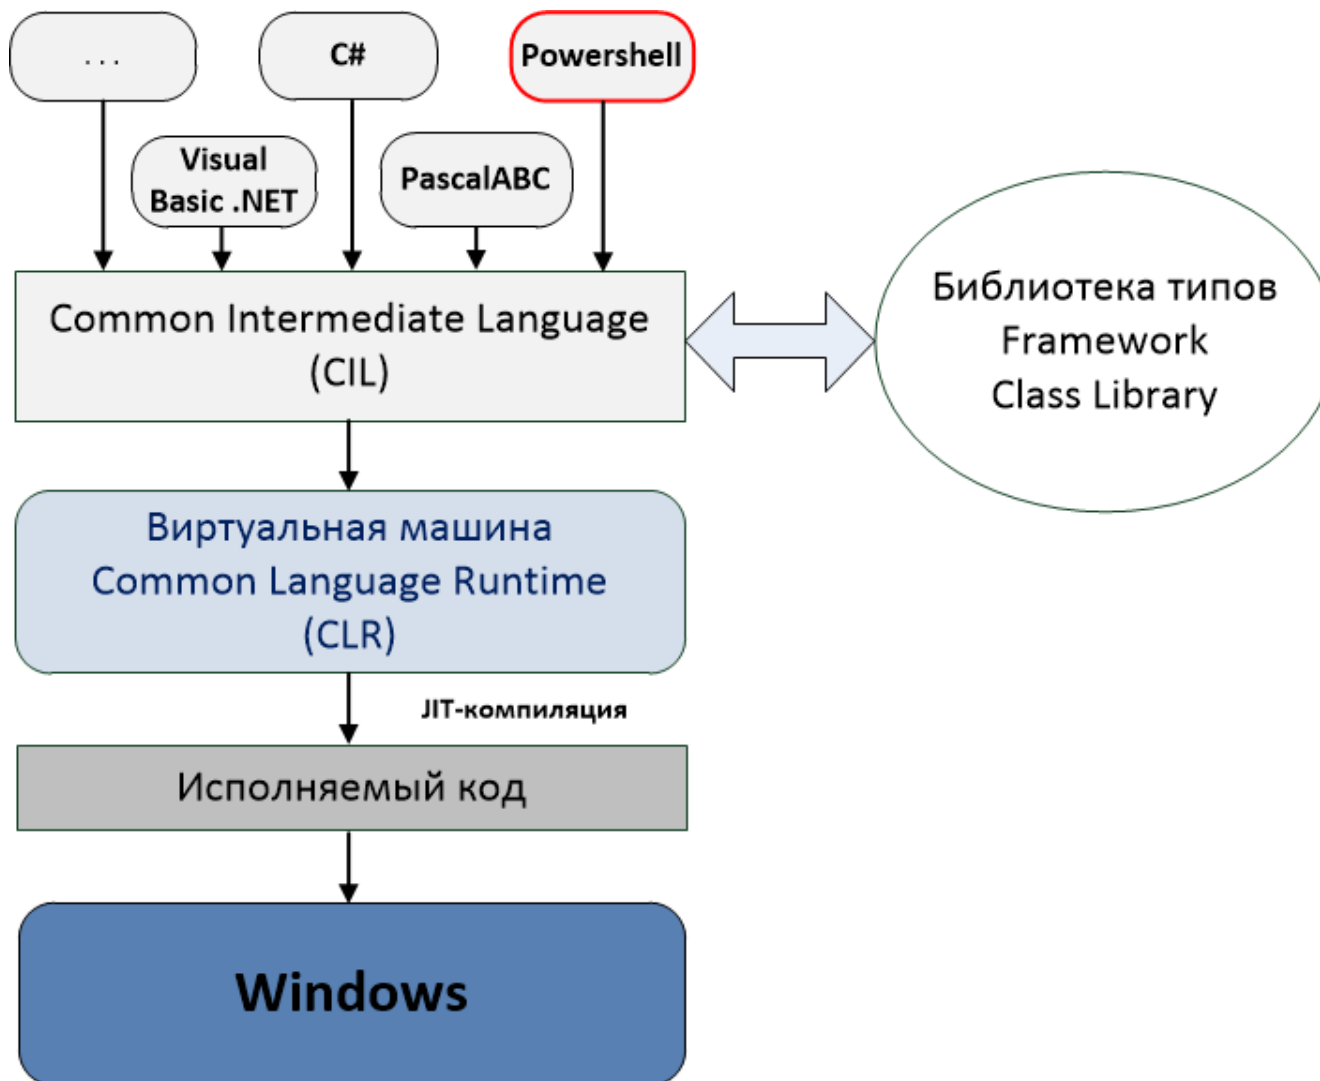 . . .
C#
Powershell
Visual
Basic .NET
PascalABC
Common Intermediate Language
(CIL)
Библиотека типов
Framework
Class Library
Виртуальная машина
Common Language Runtime
(CLR)
JIT-компиляция
Исполняемый код
Windows